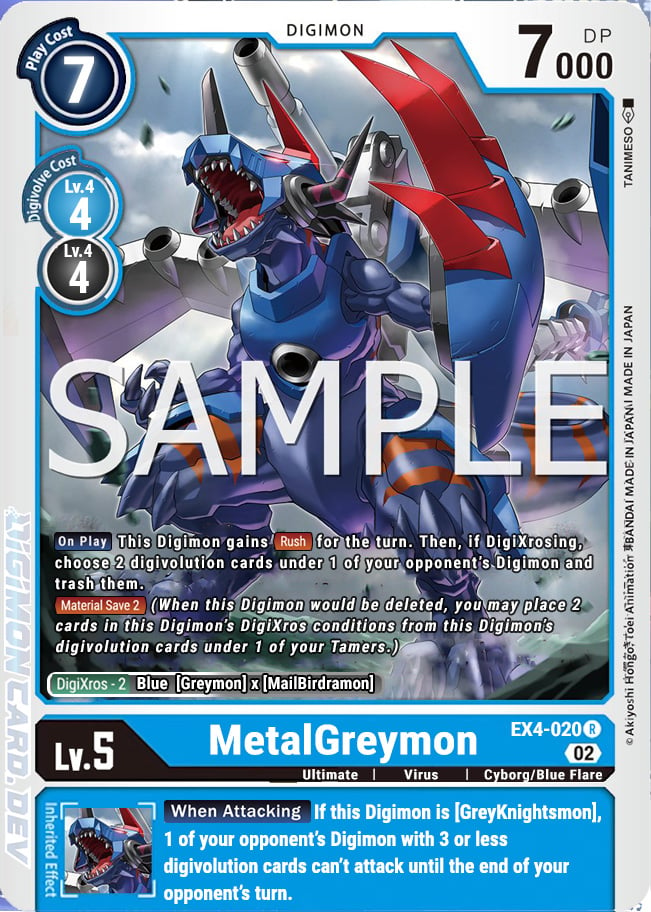 DIGIMON
Play Cost
7
DP
7000
Digivolve Cost
Lv.4
4
Lv.4
4
TANIMESO
SAMPLE
On Play This Digimon gains Rush for the turn. Then, if DigiXrosing,
choose 2 digivolution cards under 1 of your opponent's Digimon and
trash them.
Material Save 2 (When this Digimon would be deleted, you may place 2
cards in this Digimon's DigiXros conditions from this Digimon's
digivolution cards under 1 of your Tamers.)
DigiXros - 2 Blue [Greymon] x [MailBirdramon]
BANDAI MADE IN JAPAN
MADE IN JAPAN
© Akiyoshi Hongo, Toei Animation
DIGIMONCARD.DEV
Lv.5
MetalGreymon
EX4-020 R
02
Ultimate | Virus | Cyborg/Blue Flare
Inherited Effect
When Attacking If this Digimon is [GreyKnightsmon],
1 of your opponent's Digimon with 3 or less
digivolution cards can't attack until the end of your
opponent's turn.